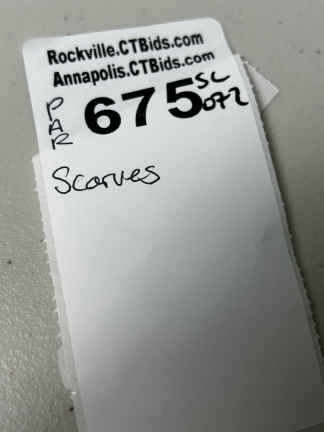 Rockville.CTBids.com
Annapolis.CTBids.com
PAR
675
SC
072
Scarves